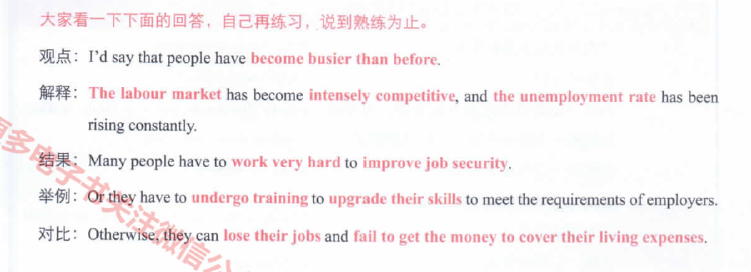 大家看一下下面的回答，自己再练习，说到熟练为止。
观点：I'd say that people have become busier than before.
解释：The labour market has become intensely competitive, and the unemployment rate has been
rising constantly.
结果：Many people have to work very hard to improve job security.
举例：Or they have to undergo training to upgrade their skills to meet the requirements of employers.
对比：Otherwise, they can lose their jobs and fail to get the money to cover their living expenses.
多电子书关注微信公